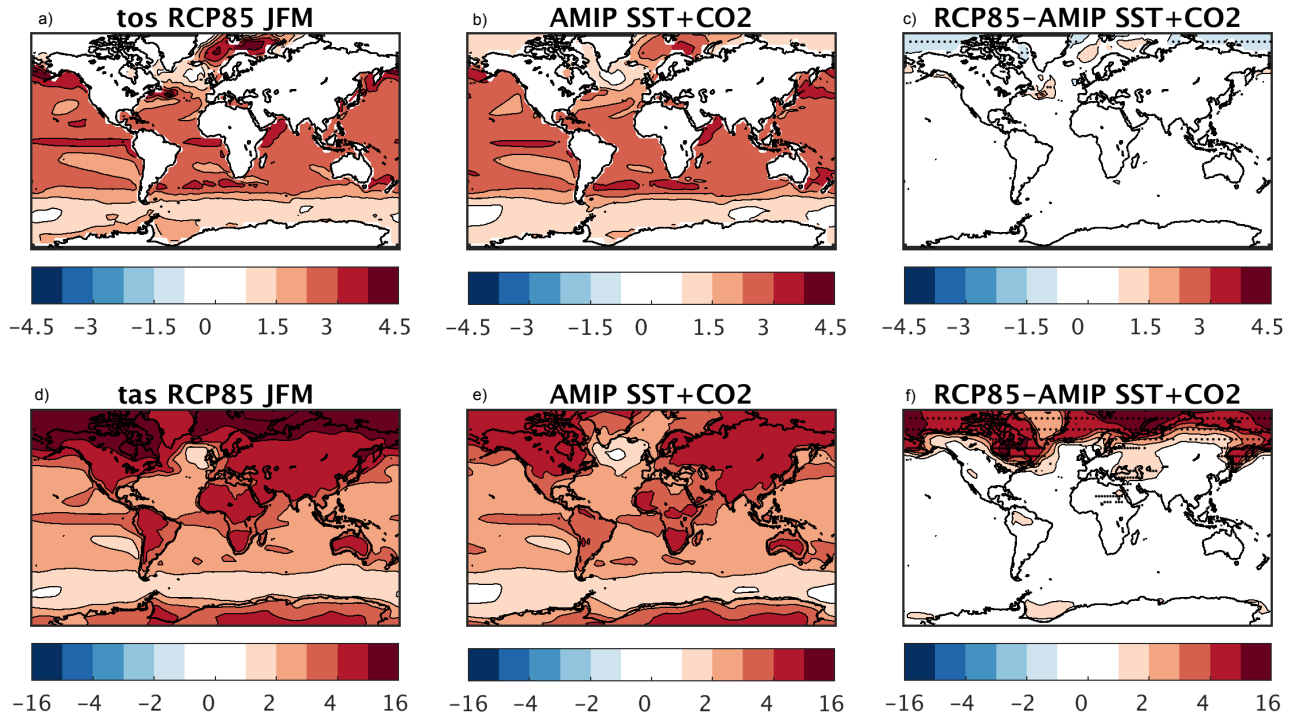 a) tos RCP85 JFM
b) AMIP SST+CO2
c) RCP85−AMIP SST+CO2
−4.5 −3 −1.5 0 1.5 3 4.5
−4.5 −3 −1.5 0 1.5 3 4.5
−4.5 −3 −1.5 0 1.5 3 4.5
d) tas RCP85 JFM
e) AMIP SST+CO2
f) RCP85−AMIP SST+CO2
−16 −4 −2 0 2 4 16
−16 −4 −2 0 2 4 16
−16 −4 −2 0 2 4 16